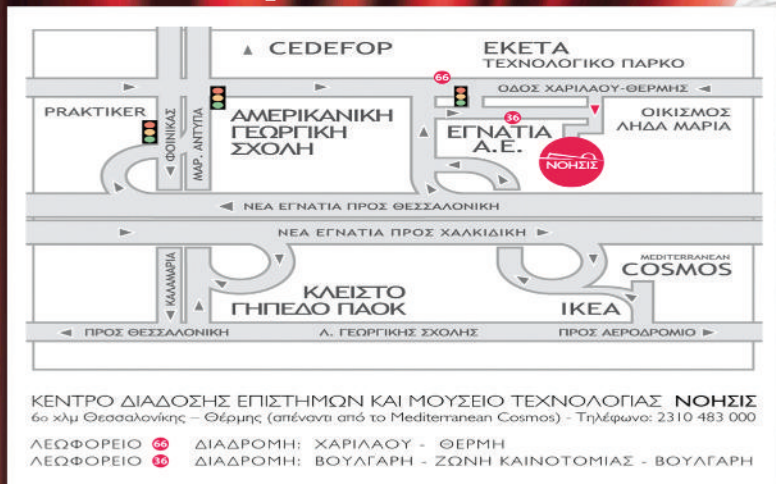 ▲ CEDEFOP
ΕΚΕΤΑ
ΤΕΧΝΟΛΟΓΙΚΟ ΠΑΡΚΟ
66
ΟΔΟΣ ΧΑΡΙΛΑΟΥ-ΘΕΡΜΗΣ
PRAKTIKER
ΦΟΙΝΙΚΑΣ
ΜΑΡ. ΑΝΤΥΠΑ
ΑΜΕΡΙΚΑΝΙΚΗ
ΓΕΩΡΓΙΚΗ
ΣΧΟΛΗ
36
ΕΓΝΑΤΙΑ
Α.Ε.
ΟΙΚΙΣΜΟΣ
ΛΗΔΑ ΜΑΡΙΑ
ΝΟΗΣΙΣ
ΝΕΑ ΕΓΝΑΤΙΑ ΠΡΟΣ ΘΕΣΣΑΛΟΝΙΚΗ
ΝΕΑ ΕΓΝΑΤΙΑ ΠΡΟΣ ΧΑΛΚΙΔΙΚΗ
ΚΑΛΑΜΑΡΙΑ
ΚΛΕΙΣΤΟ
ΓΗΠΕΔΟ ΠΑΟΚ
MEDITERRANEAN
COSMOS
ΙΚΕΑ
ΠΡΟΣ ΘΕΣΣΑΛΟΝΙΚΗ
Λ. ΓΕΩΡΓΙΚΗΣ ΣΧΟΛΗΣ
ΠΡΟΣ ΑΕΡΟΔΡΟΜΙΟ
ΚΕΝΤΡΟ ΔΙΑΔΟΣΗΣ ΕΠΙΣΤΗΜΩΝ ΚΑΙ ΜΟΥΣΕΙΟ ΤΕΧΝΟΛΟΓΙΑΣ ΝΟΗΣΙΣ
6ο χλμ Θεσσαλονίκης – Θέρμης (απέναντι από το Mediterranean Cosmos) - Τηλέφωνο: 2310 483 000
ΛΕΩΦΟΡΕΙΟ 66 ΔΙΑΔΡΟΜΗ: ΧΑΡΙΛΑΟΥ - ΘΕΡΜΗ
ΛΕΩΦΟΡΕΙΟ 36 ΔΙΑΔΡΟΜΗ: ΒΟΥΛΓΑΡΗ - ΖΩΝΗ ΚΑΙΝΟΤΟΜΙΑΣ - ΒΟΥΛΓΑΡΗ